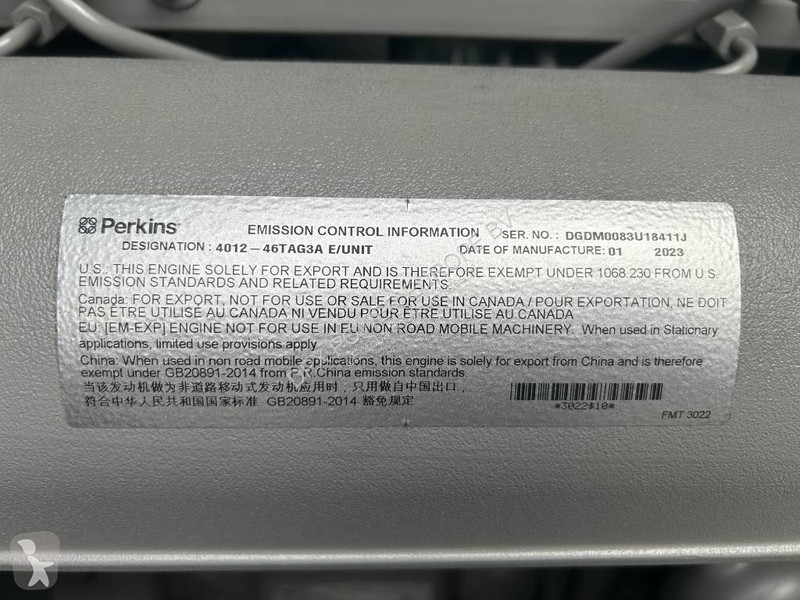 Perkins EMISSION CONTROL INFORMATION SER. NO. : DGDM0083U18411J
DESIGNATION : 4012-46TAG3A E/UNIT DATE OF MANUFACTURE: 01 2023
U.S.: THIS ENGINE SOLELY FOR EXPORT AND IS THEREFORE EXEMPT UNDER 1068.230 FROM U.S.
EMISSION STANDARDS AND RELATED REQUIREMENTS.
Canada: FOR EXPORT, NOT FOR USE OR SALE FOR USE IN CANADA / POUR EXPORTATION, NE DOIT
PAS ÊTRE UTILISE AU CANADA NI VENDU POUR ÊTRE UTILISÉ AU CANADA
EU: [EM-EXP] ENGINE NOT FOR USE IN EU NON ROAD MOBILE MACHINERY. When used in Stationary
applications, limited use provisions apply.
China: When used in non road mobile applications, this engine is solely for export from China and is therefore
exempt under GB20891-2014 from P.R.China emission standards.
当该发动机做为非道路移动式发动机应用时，只用做自中国出口，
符合中华人民共和国国家标准 GB20891-2014 豁免规定
*3022$10*
FMT 3022